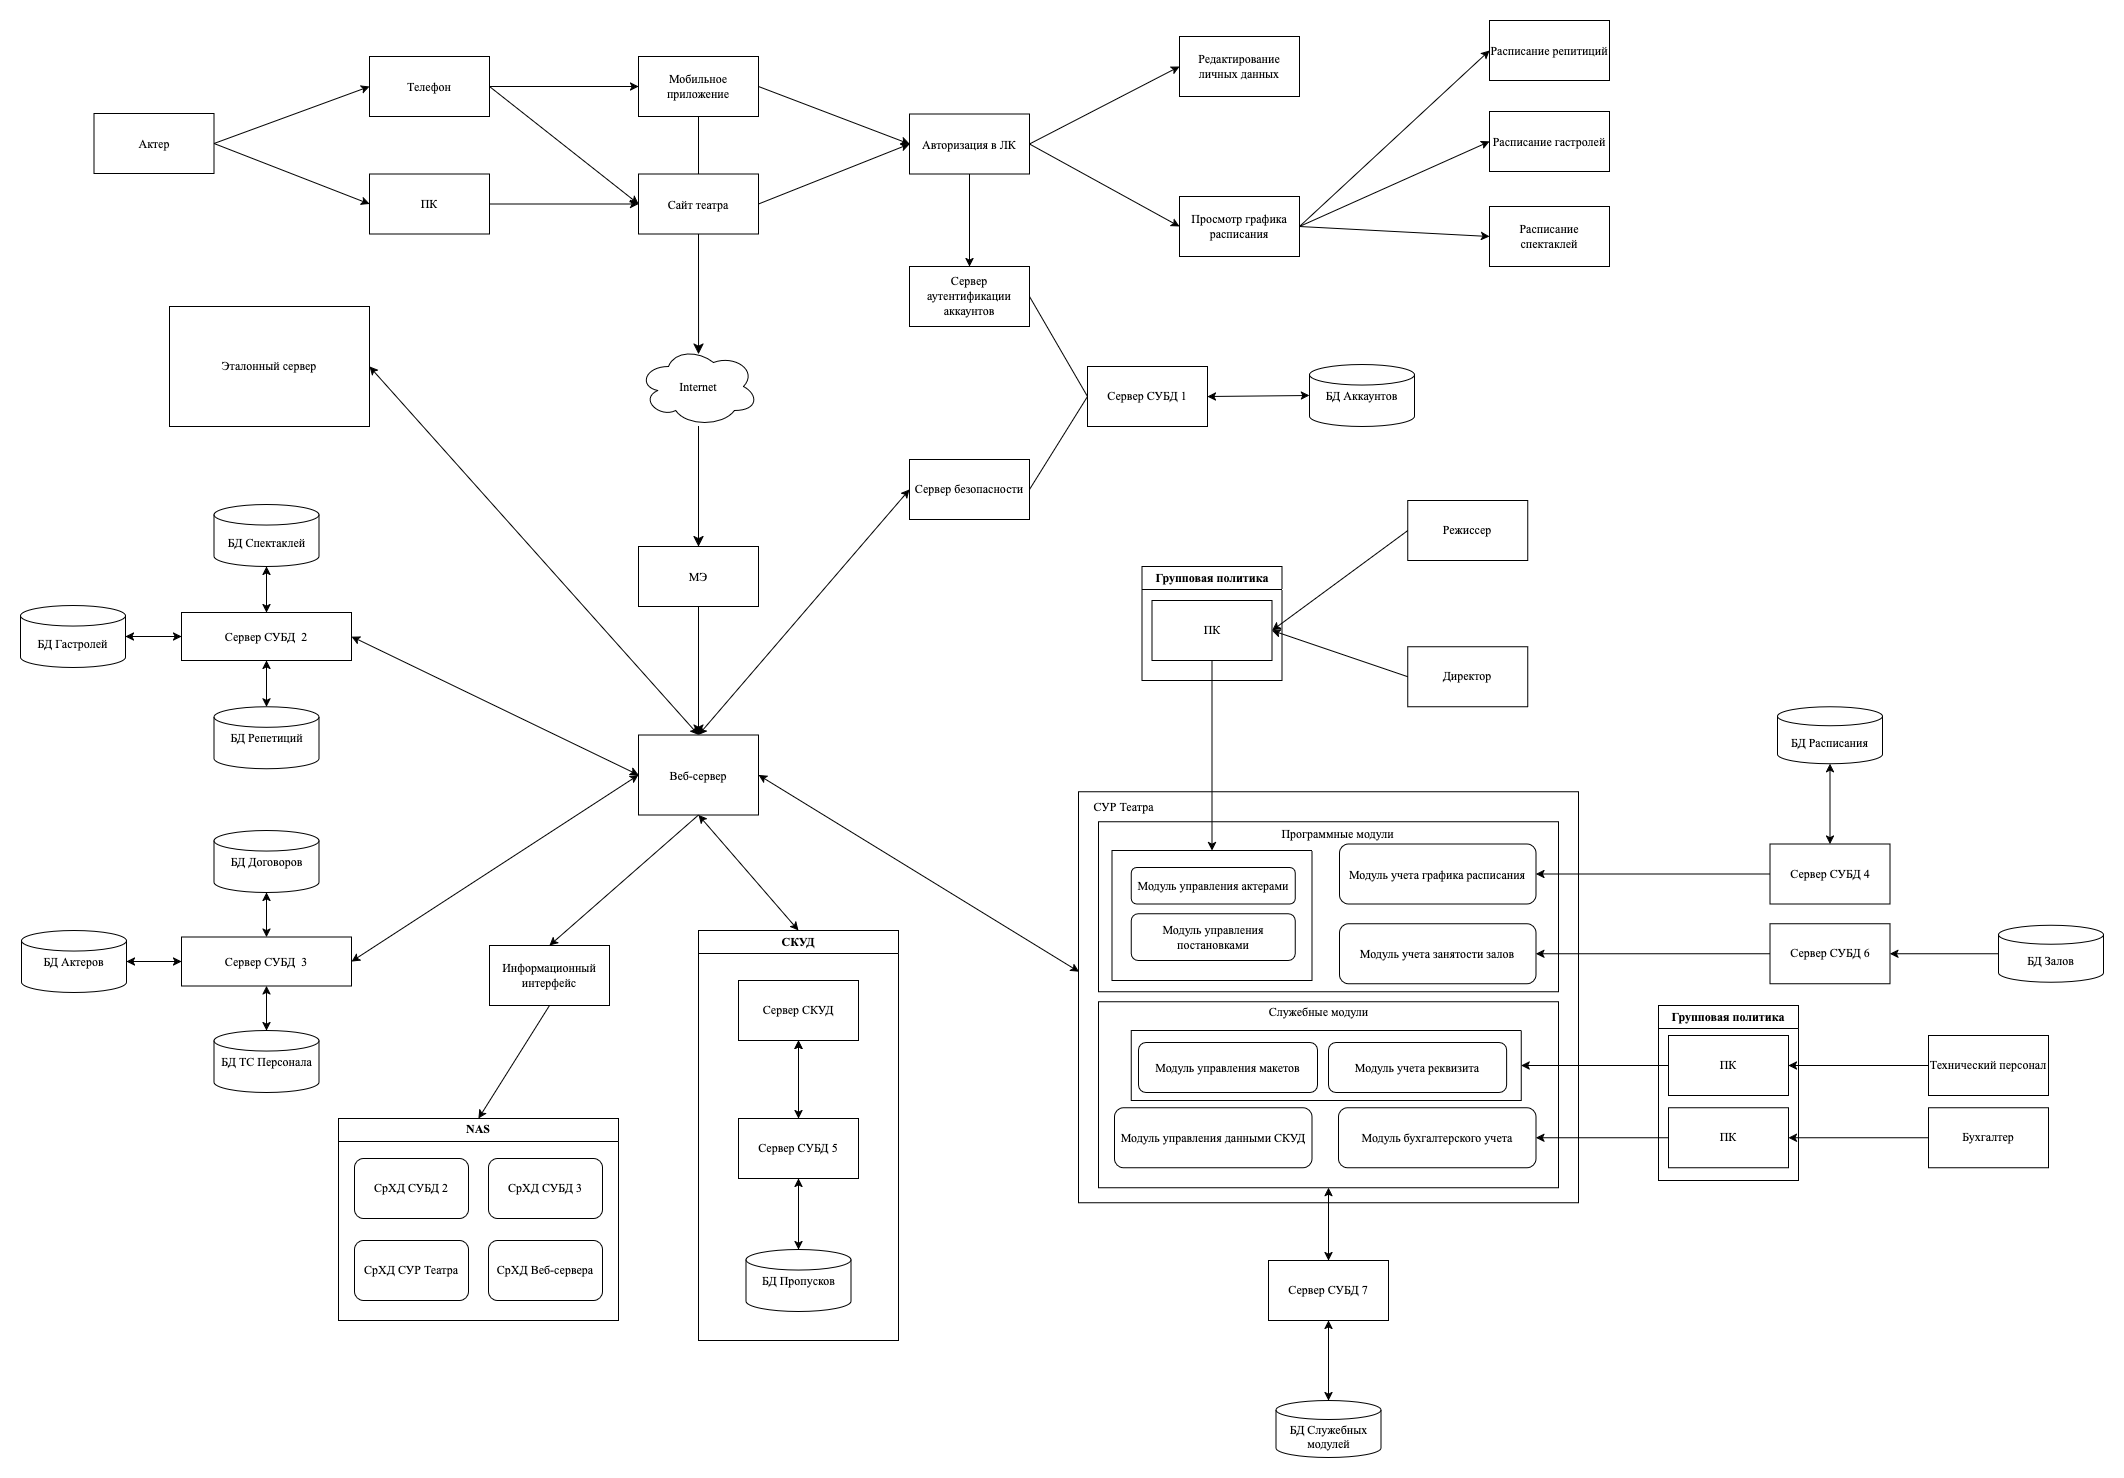 Актер
Телефон
ПК
Мобильное
приложение
Сайт театра
Авторизация в ЛК
Редактирование
личных данных
Просмотр графика
расписания
Расписание репитиций
Расписание гастролей
Расписание
спектаклей
Сервер
аутентификации
аккаунтов
Эталонный сервер
Internet
Сервер СУБД 1
БД Аккаунтов
Сервер безопасности
МЭ
Режиссер
Групповая политика
ПК
Директор
БД Спектаклей
БД Гастролей
Сервер СУБД 2
БД Репетиций
Веб-сервер
БД Договоров
БД Актеров
Сервер СУБД 3
БД ТС Персонала
Информационный
интерфейс
NAS
СрХД СУБД 2
СрХД СУБД 3
СрХД СУР Театра
СрХД Веб-сервера
СКУД
Сервер СКУД
Сервер СУБД 5
БД Пропусков
СУР Театра
Программные модули
Модуль управления актерами
Модуль управления
постановками
Модуль учета графика расписания
Модуль учета занятости залов
Служебные модули
Модуль управления макетов
Модуль учета реквизита
Модуль управления данными СКУД
Модуль бухгалтерского учета
БД Расписания
Сервер СУБД 4
Сервер СУБД 6
БД Залов
Групповая политика
ПК
Технический персонал
ПК
Бухгалтер
Сервер СУБД 7
БД Служебных
модулей